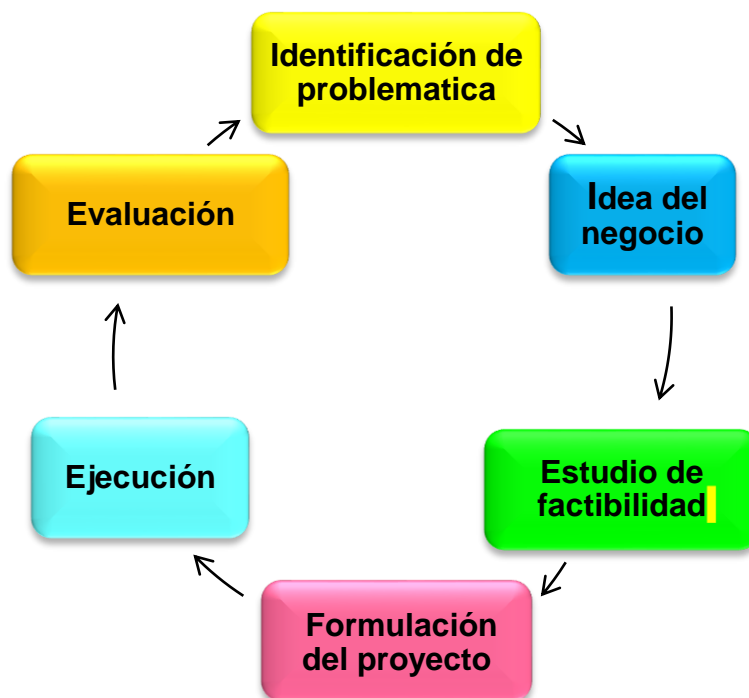 Identificación de
problematica
Idea del
negocio
Estudio de
factibilidad
Formulación
del proyecto
Ejecución
Evaluación